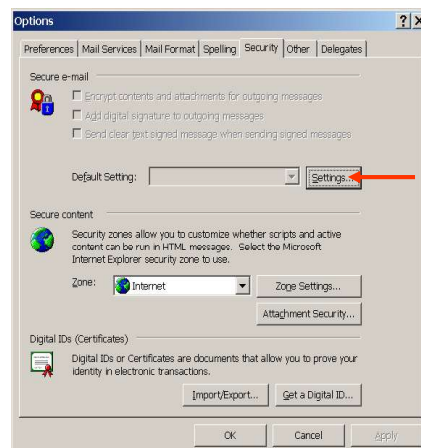 Options
Preferences Mail Services Mail Format Spelling Security Other Delegates
Secure e-mail
Encrypt contents and attachments for outgoing messages
Add digital signature to outgoing messages
Send clear text signed message when sending signed messages
Default Setting: Settings...
Secure content
Security zones allow you to customize whether scripts and active
content can be run in HTML messages. Select the Microsoft
Internet Explorer security zone to use.
Zone: Internet Zone Settings...
Attachment Security...
Digital IDs (Certificates)
Digital IDs or Certificates are documents that allow you to prove your
identity in electronic transactions.
Import/Export... Get a Digital ID...
OK Cancel Apply